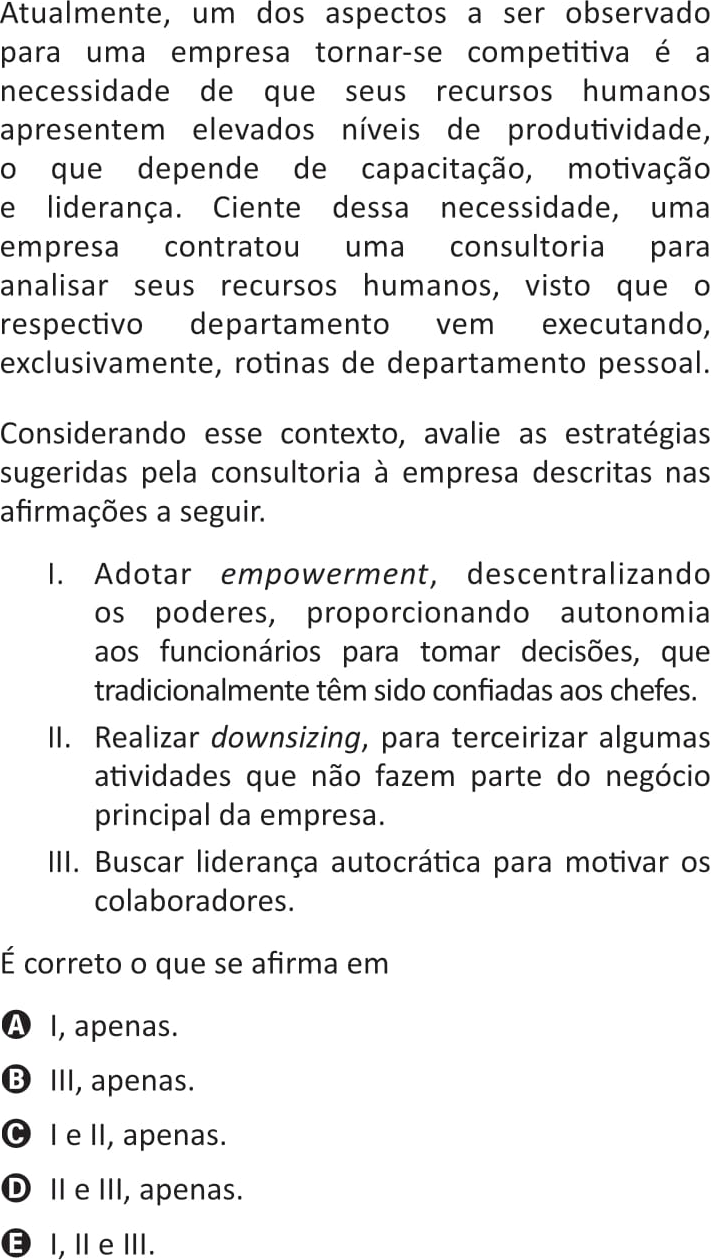 Atualmente, um dos aspectos a ser observado
para uma empresa tornar-se competitiva é a
necessidade de que seus recursos humanos
apresentem elevados níveis de produtividade,
o que depende de capacitação, motivação
e liderança. Ciente dessa necessidade, uma
empresa contratou uma consultoria para
analisar seus recursos humanos, visto que o
respectivo departamento vem executando,
exclusivamente, rotinas de departamento pessoal.
Considerando esse contexto, avalie as estratégias
sugeridas pela consultoria à empresa descritas nas
afirmações a seguir.
I. Adotar empowerment, descentralizando
os poderes, proporcionando autonomia
aos funcionários para tomar decisões, que
tradicionalmente têm sido confiadas aos chefes.
II. Realizar downsizing, para terceirizar algumas
atividades que não fazem parte do negócio
principal da empresa.
III. Buscar liderança autocrática para motivar os
colaboradores.
É correto o que se afirma em
A I, apenas.
B III, apenas.
C I e II, apenas.
D II e III, apenas.
E I, II e III.